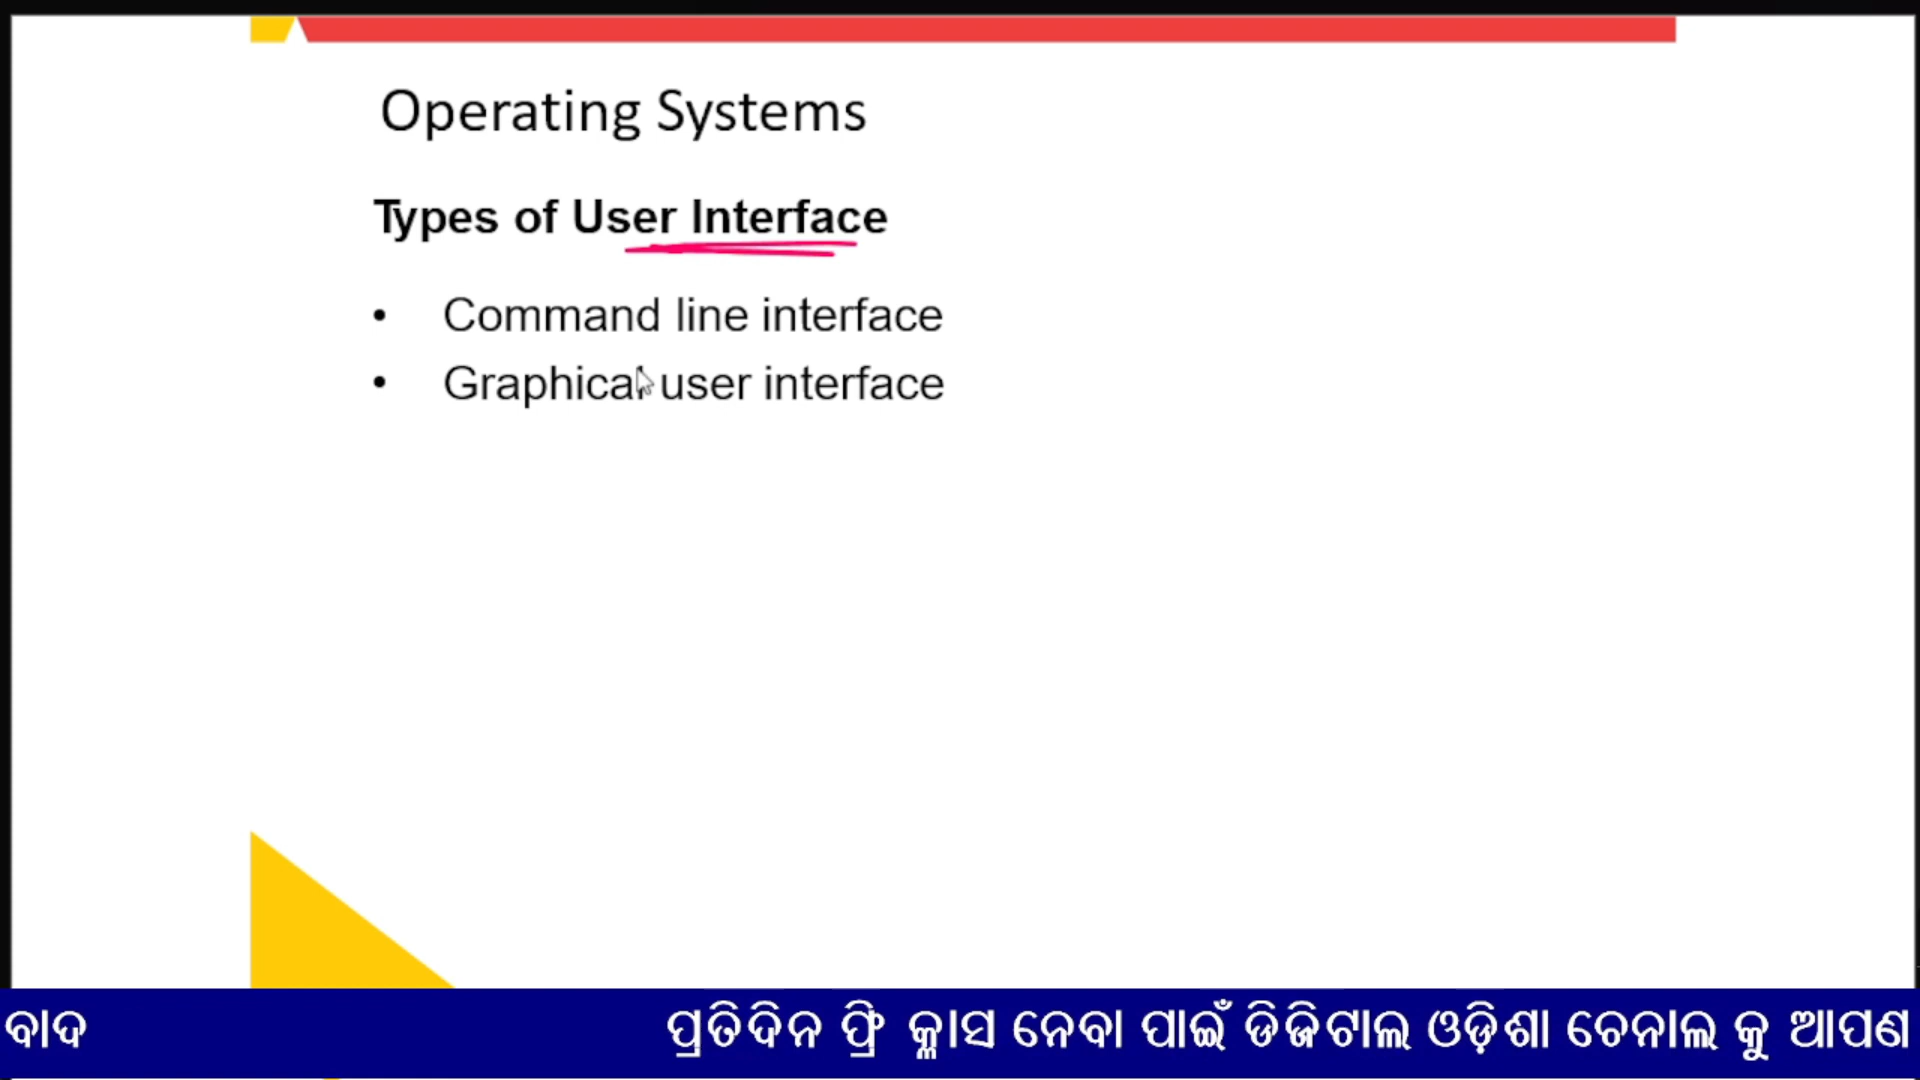 Operating Systems
Types of User Interface
• Command line interface
• Graphical user interface
ବାଦ ପ୍ରତିଦିନ ଫ୍ରି କ୍ଳାସ ନେବା ପାଇଁ ଡିଜିଟାଲ ଓଡ଼ିଶା ଚେନାଲ କୁ ଆପଣ